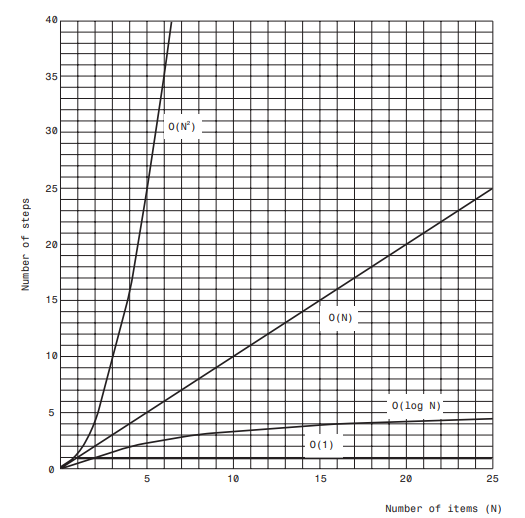 40
35
30
25
20
15
10
5
0
Number of steps
O(N²)
O(N)
O(log N)
O(1)
5 10 15 20 25
Number of items (N)